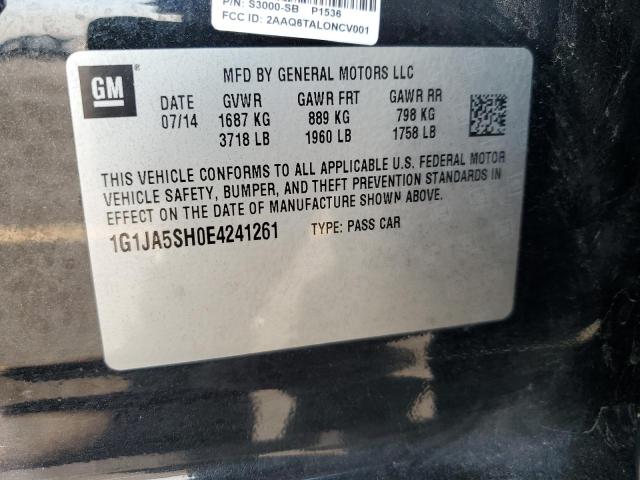 P/N: S3000-SB P1536
FCC ID: 2AAQ6TALONCV001
GM ®
MFD BY GENERAL MOTORS LLC
DATE GVWR GAWR FRT GAWR RR
07/14 1687 KG 889 KG 798 KG
3718 LB 1960 LB 1758 LB
THIS VEHICLE CONFORMS TO ALL APPLICABLE U.S. FEDERAL MOTOR
VEHICLE SAFETY, BUMPER, AND THEFT PREVENTION STANDARDS IN
EFFECT ON THE DATE OF MANUFACTURE SHOWN ABOVE.
1G1JA5SH0E4241261 TYPE: PASS CAR